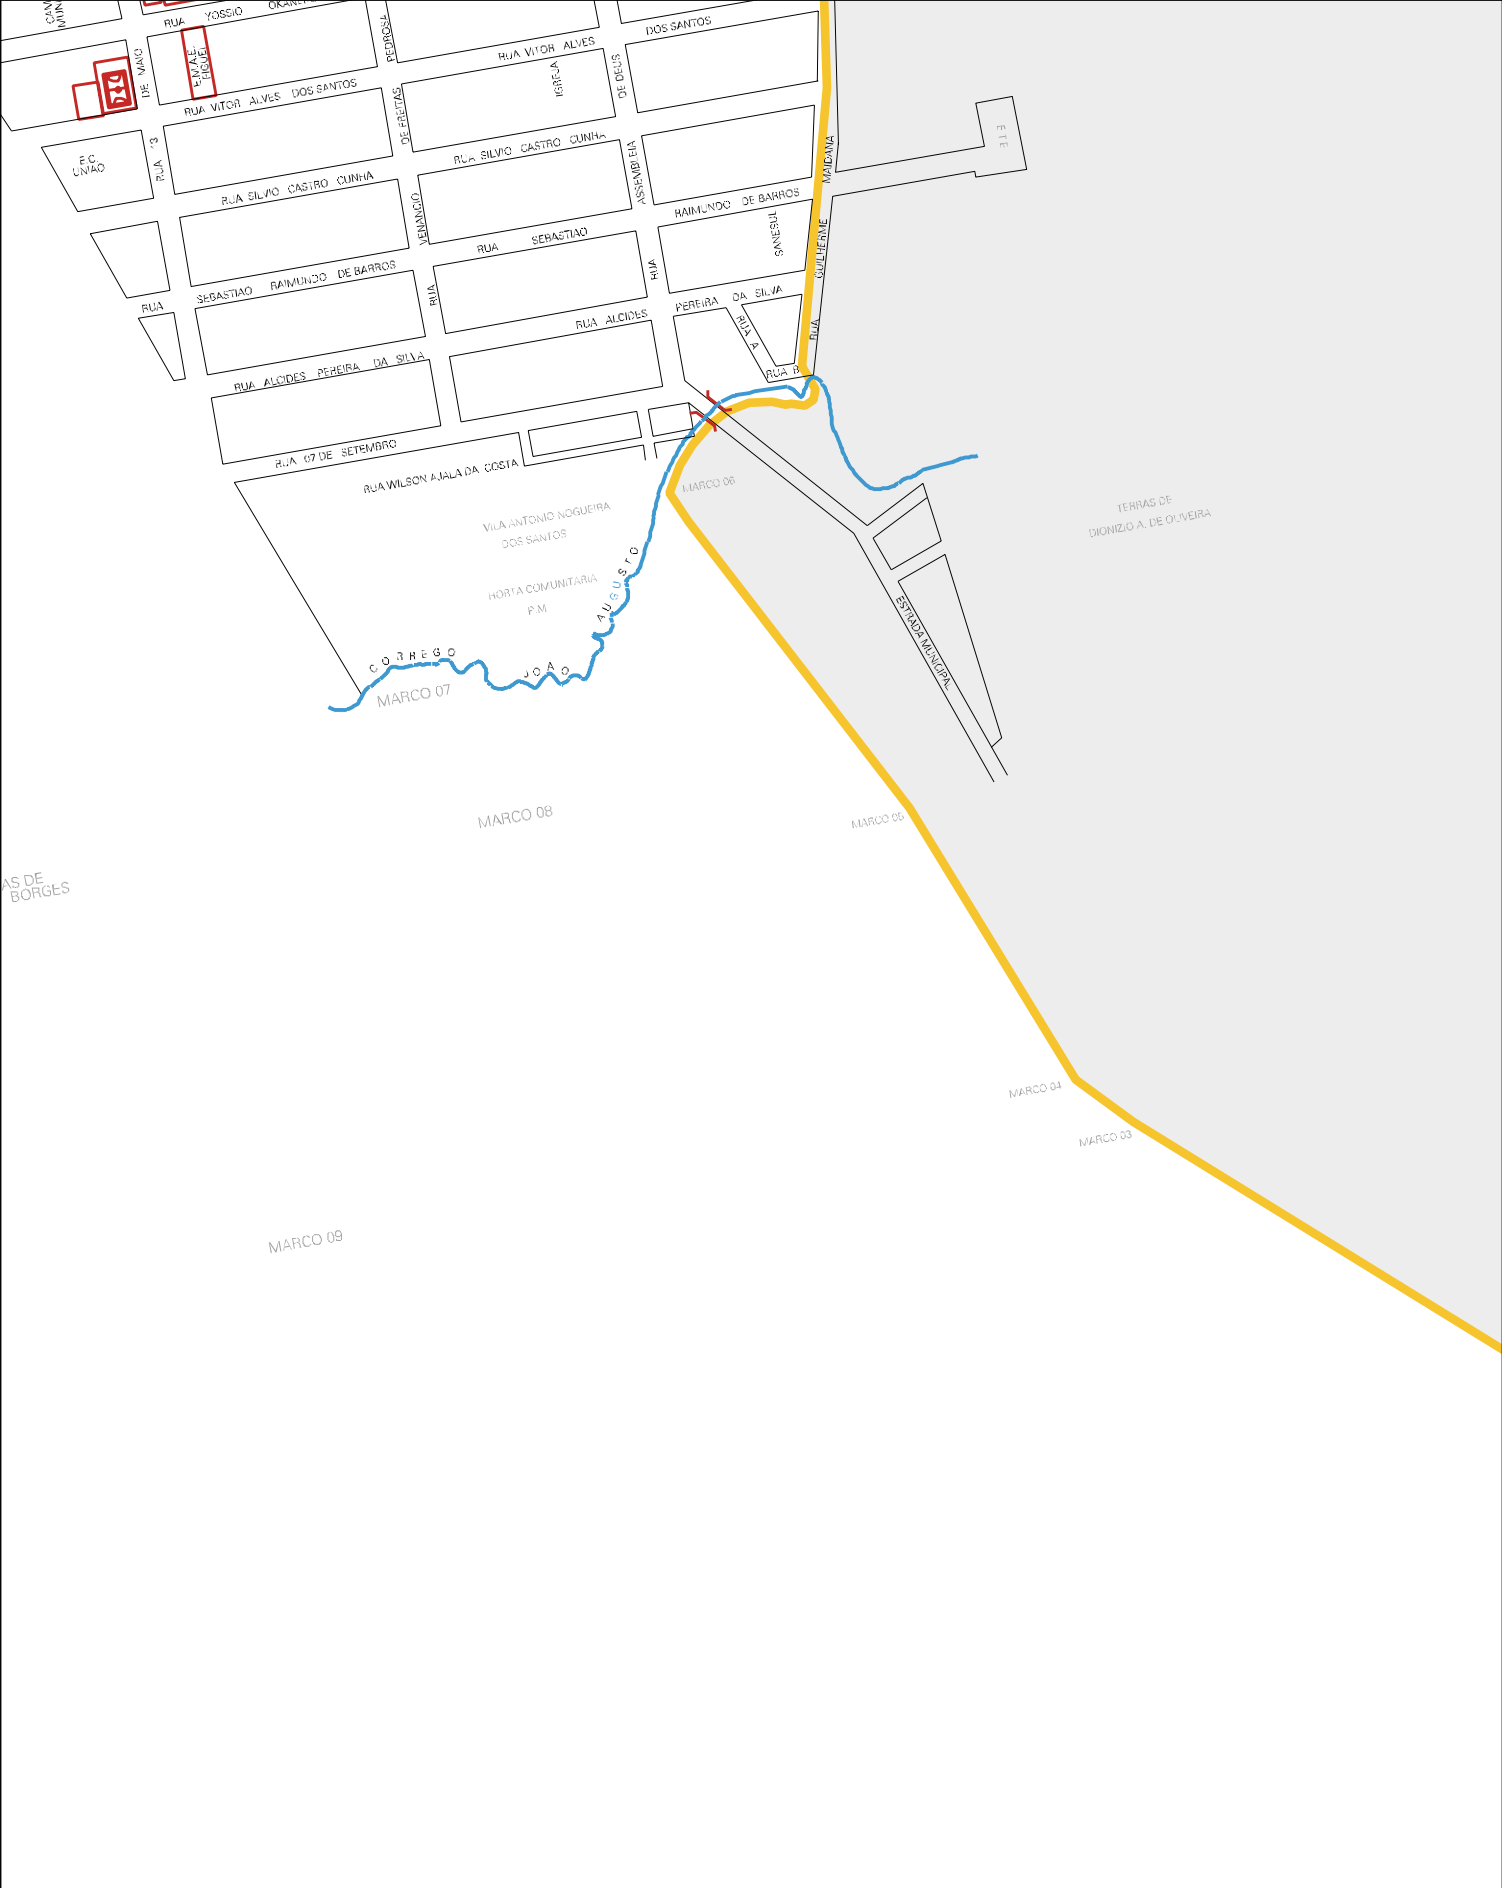 RUA YOSSIO
PEDROSA
DE MAIO
E.M.A.E.
RUA VITOR ALVES DOS SANTOS
RUA VITOR ALVES
DOS SANTOS
IGREJA
DE DEUS
DE FREITAS
E.C.
UNIAO
RUA 13
RUA SILVIO CASTRO CUNHA
RUA SILVIO CASTRO CUNHA
ASSEMBLEIA
MAIDANA
E T E
RAIMUNDO DE BARROS
VENANCIO
RUA SEBASTIAO
SANESUL
GUILHERME
RUA
RUA
SEBASTIAO RAIMUNDO DE BARROS
RUA
RUA ALCIDES
PEREIRA DA SILVA
RUA A
RUA
RUA B
RUA ALCIDES PEREIRA DA SILVA
RUA 07 DE SETEMBRO
RUA WILSON AJALA DA COSTA
MARCO 06
VILA ANTONIO NOGUEIRA
DOS SANTOS
TERRAS DE
DIONIZIO A. DE OLIVEIRA
HORTA COMUNITARIA
P.M
CORREGO JOAO AUGUSTO
ESTRADA MUNICIPAL
MARCO 07
MARCO 08
MARCO 05
AS DE
BORGES
MARCO 04
MARCO 03
MARCO 09